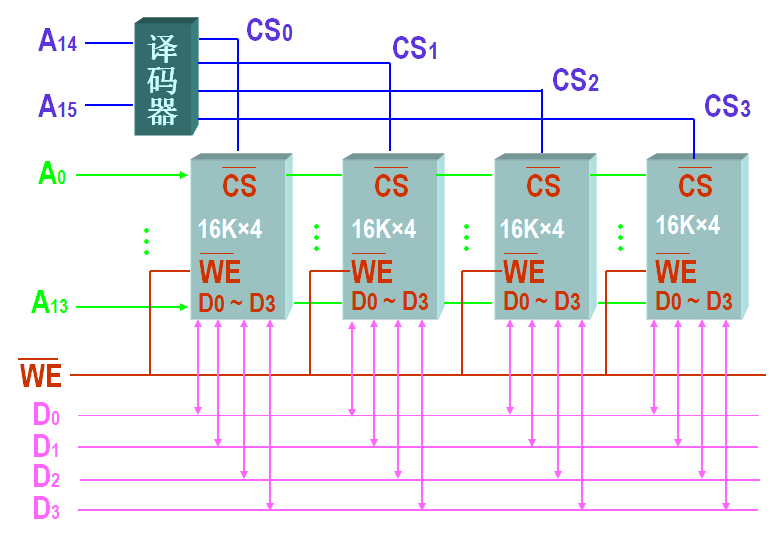 A14
A15
译码器
CS0
CS1
CS2
CS3
A0
A13
CS
16K×4
WE
D0 ~ D3
CS
16K×4
WE
D0 ~ D3
CS
16K×4
WE
D0 ~ D3
CS
16K×4
WE
D0 ~ D3
WE
D0
D1
D2
D3